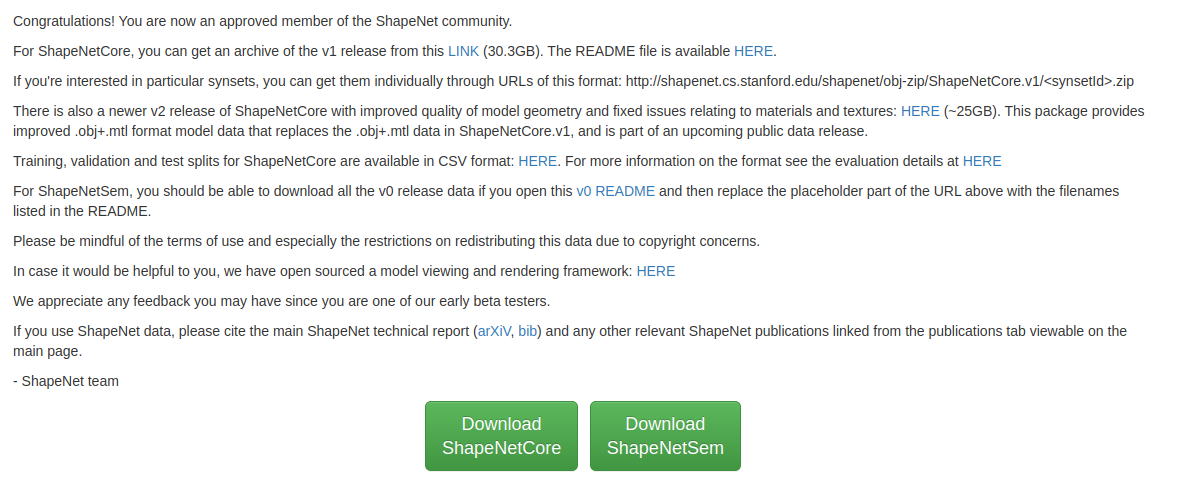 Congratulations! You are now an approved member of the ShapeNet community.
For ShapeNetCore, you can get an archive of the v1 release from this LINK (30.3GB). The README file is available HERE.
If you're interested in particular synsets, you can get them individually through URLs of this format: http://shapenet.cs.stanford.edu/shapenet/obj-zip/ShapeNetCore.v1/<synsetId>.zip
There is also a newer v2 release of ShapeNetCore with improved quality of model geometry and fixed issues relating to materials and textures: HERE (~25GB). This package provides
improved .obj+.mtl format model data that replaces the .obj+.mtl data in ShapeNetCore.v1, and is part of an upcoming public data release.
Training, validation and test splits for ShapeNetCore are available in CSV format: HERE. For more information on the format see the evaluation details at HERE
For ShapeNetSem, you should be able to download all the v0 release data if you open this v0 README and then replace the placeholder part of the URL above with the filenames
listed in the README.
Please be mindful of the terms of use and especially the restrictions on redistributing this data due to copyright concerns.
In case it would be helpful to you, we have open sourced a model viewing and rendering framework: HERE
We appreciate any feedback you may have since you are one of our early beta testers.
If you use ShapeNet data, please cite the main ShapeNet technical report (arXiV, bib) and any other relevant ShapeNet publications linked from the publications tab viewable on the
main page.
- ShapeNet team
Download
ShapeNetCore
Download
ShapeNetSem